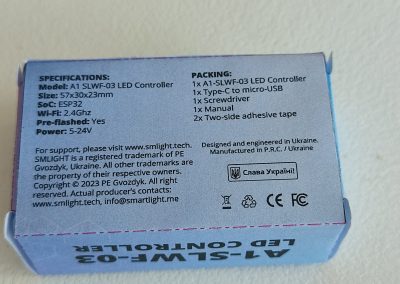 SPECIFICATIONS:
Model: A1 SLWF-03 LED Controller
Size: 57x30x23mm
SoC: ESP32
Wi-Fi: 2.4Ghz
Pre-flashed: Yes
Power: 5-24V
PACKING:
1x A1-SLWF-03 LED Controller
1x Type-C to micro-USB
1x Screwdriver
1x Manual
2x Two-side adhesive tape
For support, please visit www.smlight.tech.
SMLIGHT is a registered trademark of PE
Gvozdyk, Ukraine. All other trademarks are
the property of their respective owners.
Copyright © 2023 PE Gvozdyk. All right
reserved. Actual producer's contacts:
www.smlight.tech, info@smartlight.me
Designed and engineered in Ukraine.
Manufactured in P.R.C. / Ukraine
Слава Україні!
CE FC
A1-SLWF-03
LED CONTROLLER